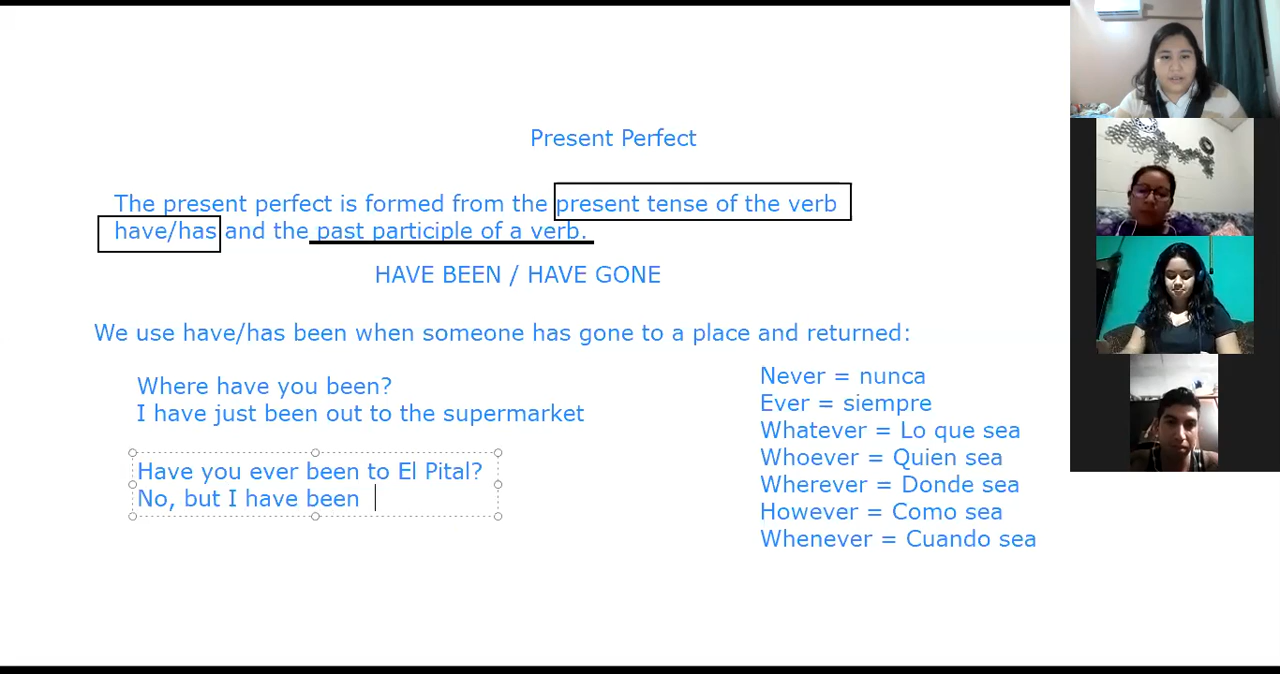 Present Perfect
The present perfect is formed from the present tense of the verb
have/has and the past participle of a verb.
HAVE BEEN / HAVE GONE
We use have/has been when someone has gone to a place and returned:
Where have you been?
I have just been out to the supermarket
Have you ever been to El Pital?
No, but I have been
Never = nunca
Ever = siempre
Whatever = Lo que sea
Whoever = Quien sea
Wherever = Donde sea
However = Como sea
Whenever = Cuando sea